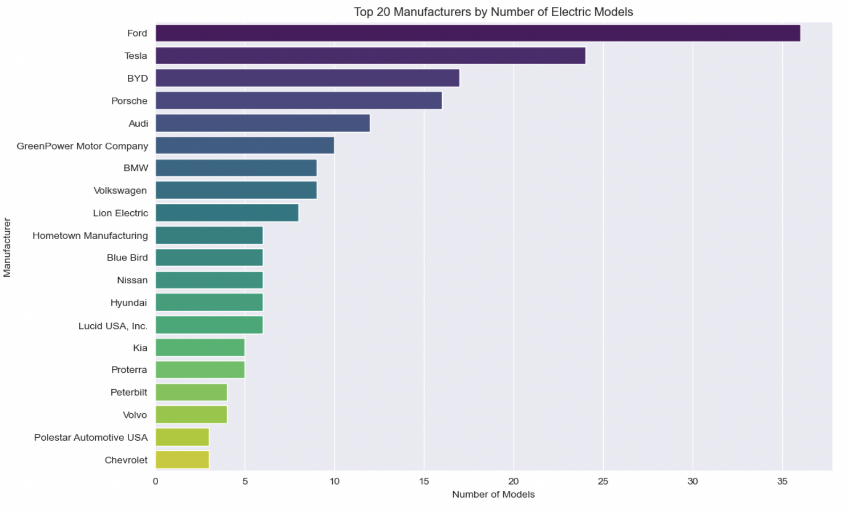 Top 20 Manufacturers by Number of Electric Models
Ford
Tesla
BYD
Porsche
Audi
GreenPower Motor Company
BMW
Volkswagen
Lion Electric
Hometown Manufacturing
Blue Bird
Nissan
Hyundai
Lucid USA, Inc.
Kia
Proterra
Peterbilt
Volvo
Polestar Automotive USA
Chevrolet
Manufacturer
0 5 10 15 20 25 30 35
Number of Models